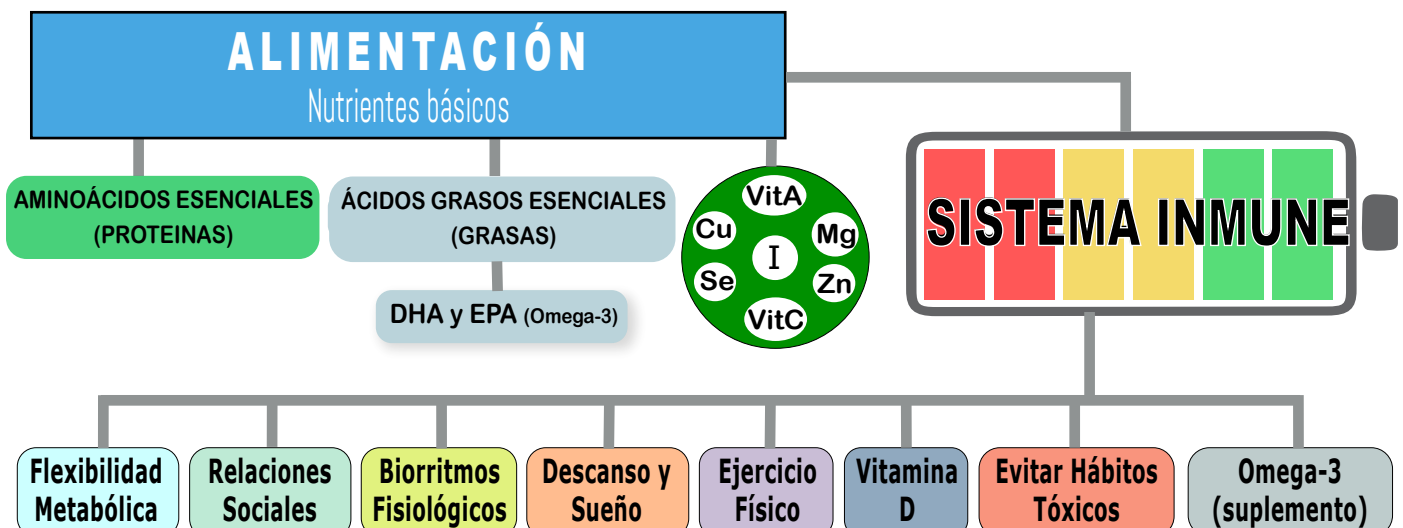 ALIMENTACIÓN
Nutrientes básicos
AMINOÁCIDOS ESENCIALES
(PROTEINAS)
ÁCIDOS GRASOS ESENCIALES
(GRASAS)
DHA y EPA (Omega-3)
VitA
Cu
Mg
I
Se
Zn
VitC
SISTEMA INMUNE
Flexibilidad
Metabólica
Relaciones
Sociales
Biorritmos
Fisiológicos
Descanso y
Sueño
Ejercicio
Físico
Vitamina
D
Evitar Hábitos
Tóxicos
Omega-3
(suplemento)